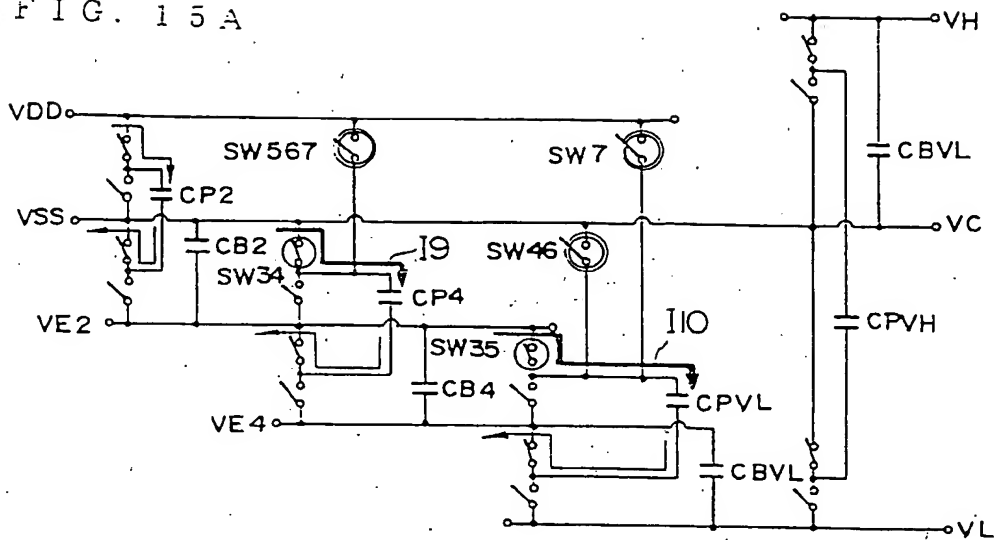 FIG. 15A
VH
VDD
SW567
SW7
CBVL
CP2
VSS
VC
CB2
I9
SW46
SW34
CP4
VE2
I10
CPVH
SW35
CB4
CPVL
VE4
CBVL
VL